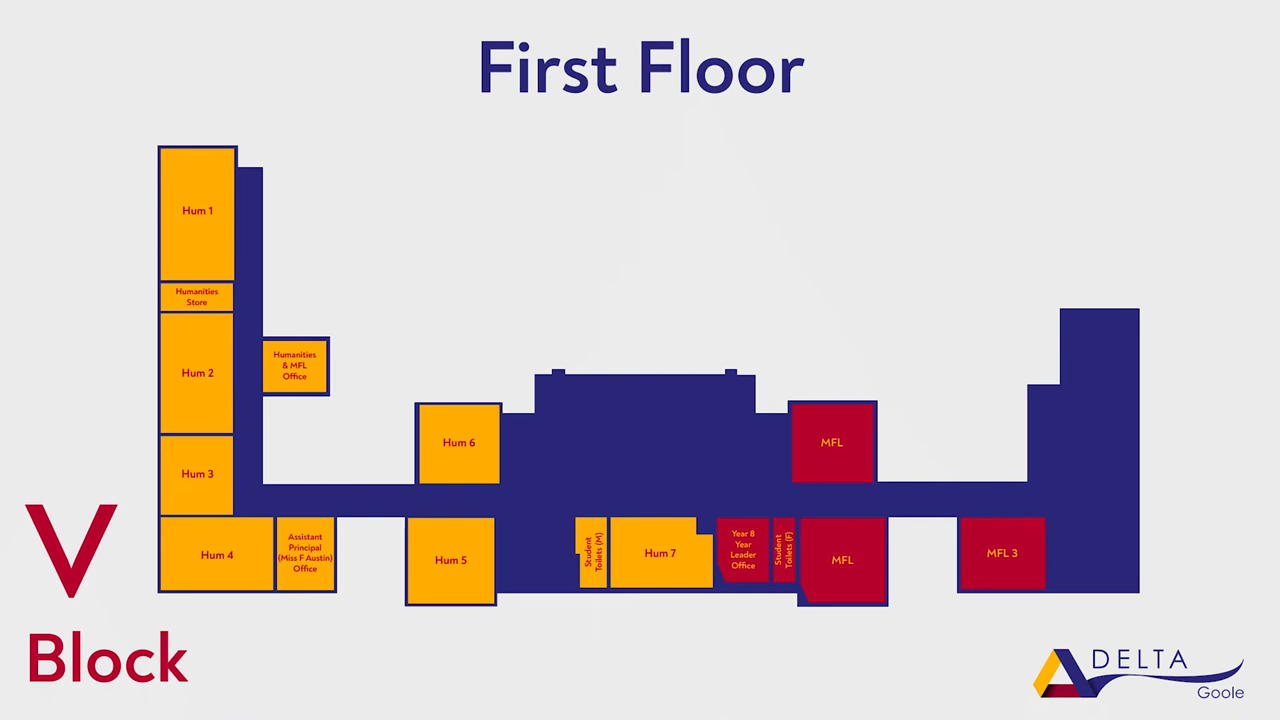 First Floor
Hum 1
Humanities
Store
Hum 2
Humanities
& MFL
Office
Hum 3
Hum 6
MFL
Hum 4
Assistant
Principal
(Miss F Austin)
Office
Hum 5
Student
Toilets (M)
Hum 7
Year 8
Year
Leader
Office
Student
Toilets (F)
MFL
MFL 3
V
Block
DELTA
Goole